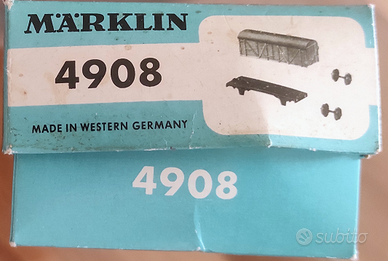 MÄRKLIN
4908
MADE IN WESTERN GERMANY
4908
subito